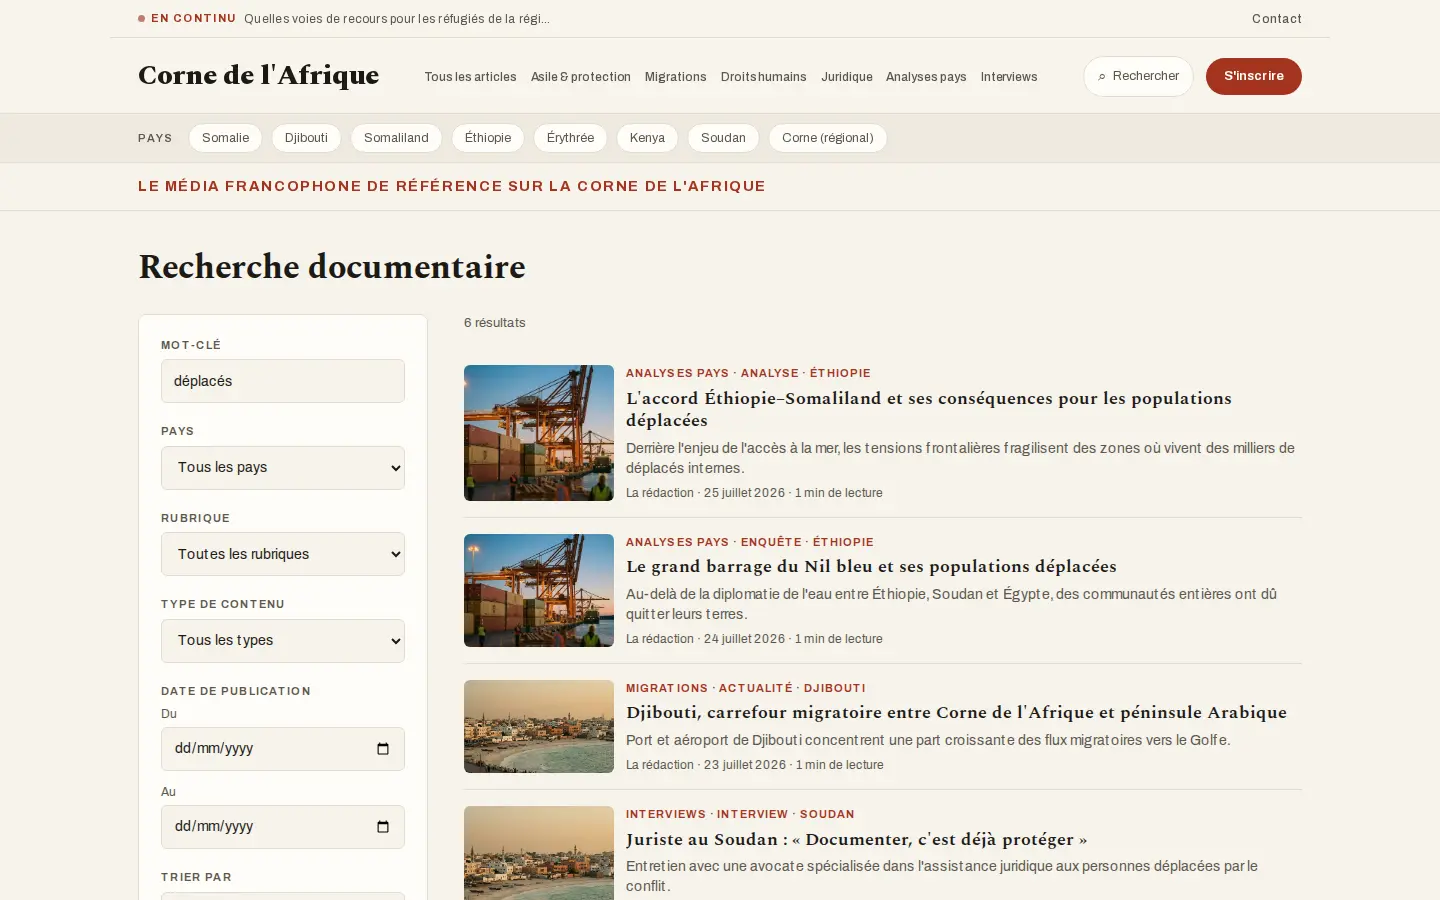 EN CONTINU Quelles voies de recours pour les réfugiés de la régi...
Contact
Corne de l'Afrique
Tous les articles Asile & protection Migrations Droits humains Juridique Analyses pays Interviews
Rechercher
S'inscrire
PAYS Somalie Djibouti Somaliland Éthiopie Érythrée Kenya Soudan Corne (régional)
LE MÉDIA FRANCOPHONE DE RÉFÉRENCE SUR LA CORNE DE L'AFRIQUE
Recherche documentaire
MOT-CLÉ
déplacés
PAYS
Tous les pays
RUBRIQUE
Toutes les rubriques
TYPE DE CONTENU
Tous les types
DATE DE PUBLICATION
Du
dd/mm/yyyy
Au
dd/mm/yyyy
TRIER PAR
6 résultats
ANALYSES PAYS · ANALYSE · ÉTHIOPIE
L'accord Éthiopie–Somaliland et ses conséquences pour les populations
déplacées
Derrière l'enjeu de l'accès à la mer, les tensions frontalières fragilisent des zones où vivent des milliers de
déplacés internes.
La rédaction · 25 juillet 2026 · 1 min de lecture
ANALYSES PAYS · ENQUÊTE · ÉTHIOPIE
Le grand barrage du Nil bleu et ses populations déplacées
Au-delà de la diplomatie de l'eau entre Éthiopie, Soudan et Égypte, des communautés entières ont dû
quitter leurs terres.
La rédaction · 24 juillet 2026 · 1 min de lecture
MIGRATIONS · ACTUALITÉ · DJIBOUTI
Djibouti, carrefour migratoire entre Corne de l'Afrique et péninsule Arabique
Port et aéroport de Djibouti concentrent une part croissante des flux migratoires vers le Golfe.
La rédaction · 23 juillet 2026 · 1 min de lecture
INTERVIEWS · INTERVIEW · SOUDAN
Juriste au Soudan : « Documenter, c'est déjà protéger »
Entretien avec une avocate spécialisée dans l'assistance juridique aux personnes déplacées par le
conflit.